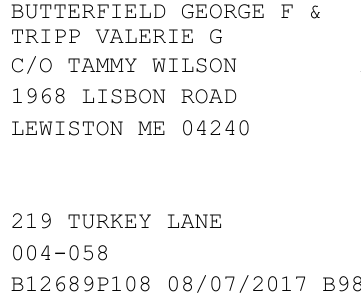 BUTTERFIELD GEORGE F &
TRIPP VALERIE G
C/O TAMMY WILSON
1968 LISBON ROAD
LEWISTON ME 04240
219 TURKEY LANE
004-058
B12689P108 08/07/2017 B98